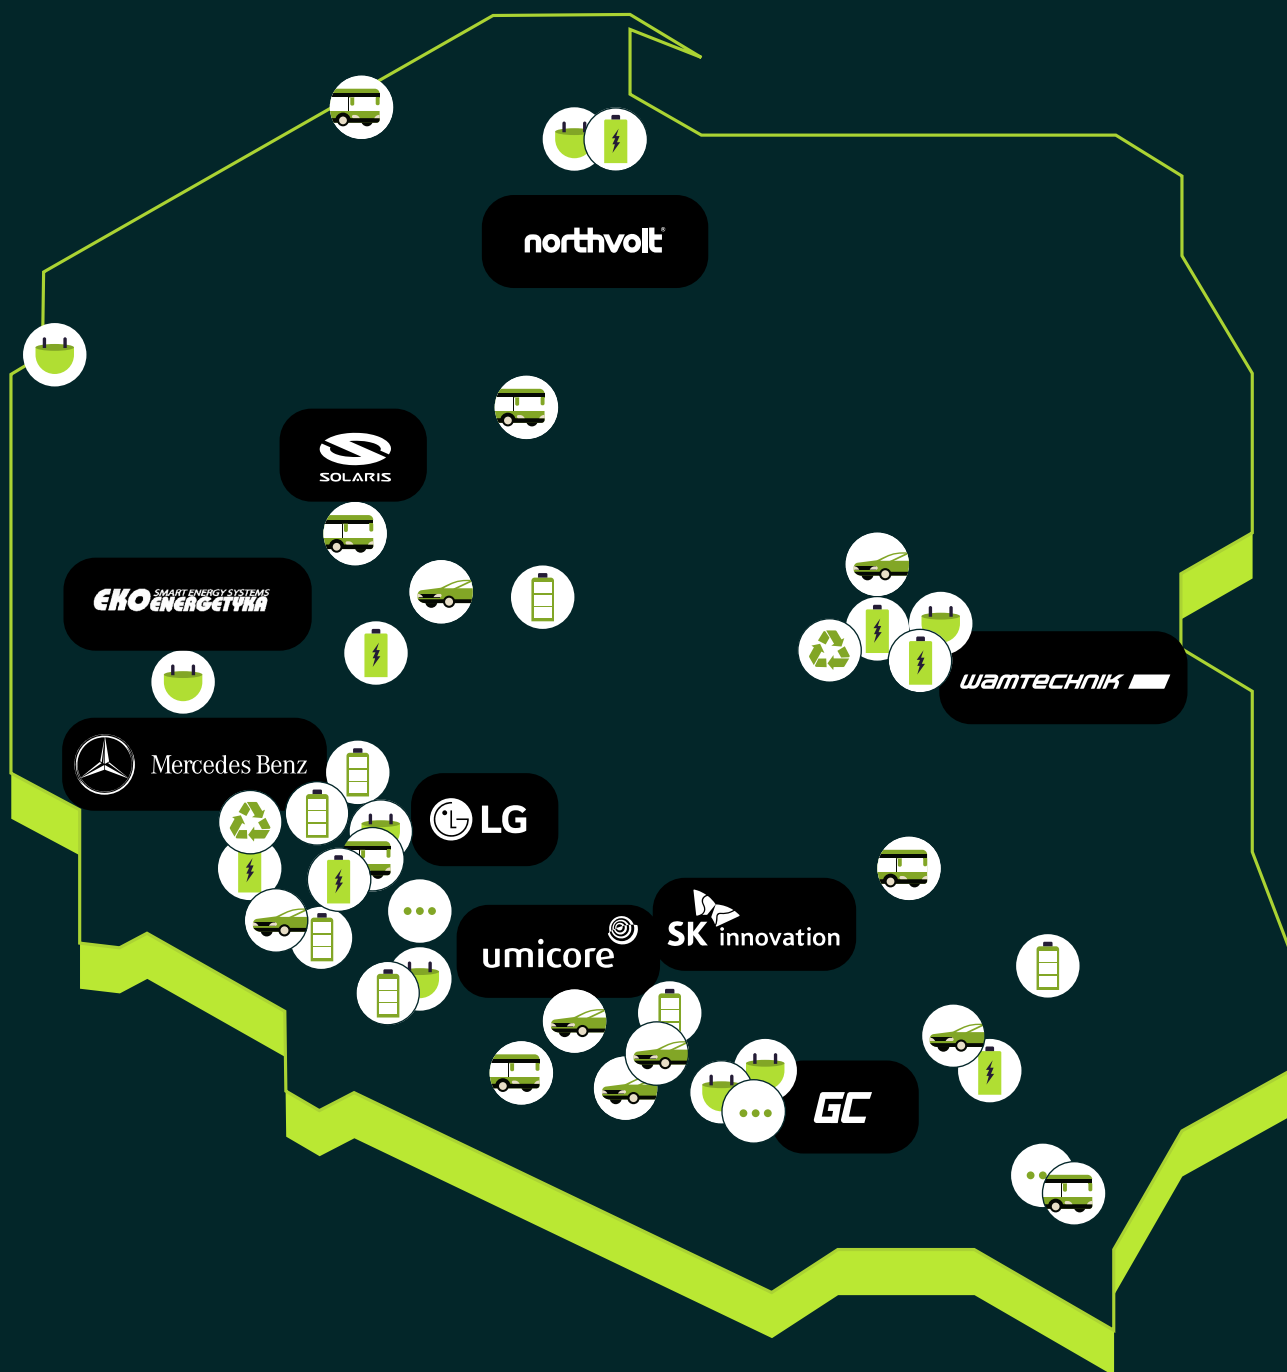 northvolt®
SOLARIS
EKO SMART ENERGY SYSTEMS
ENERGETYKA
WAMTECHNIK
Mercedes Benz
LG
SK innovation
umicore
GC